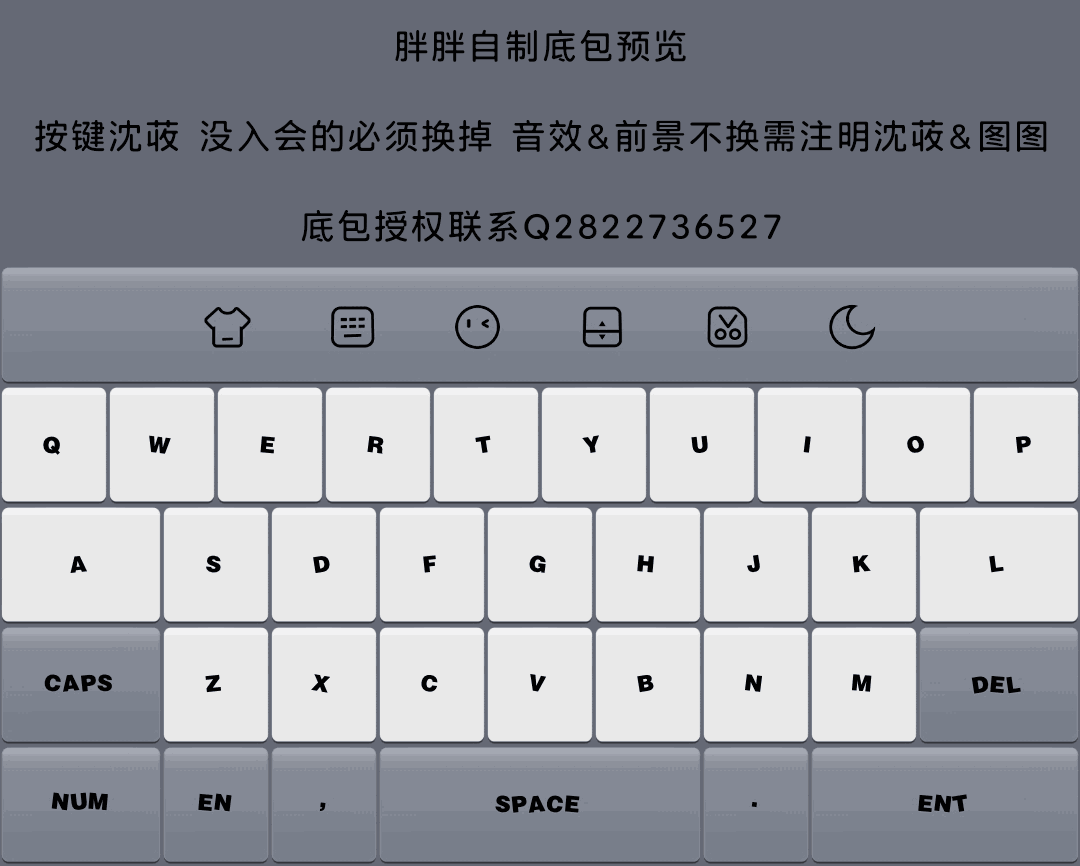 胖胖自制底包预览
按键沈蔋 没入会的必须换掉 音效&前景不换需注明沈蔋&图图
底包授权联系Q2822736527
Q W E R T Y U I O P
A S D F G H J K L
CAPS Z X C V B N M DEL
NUM EN , SPACE . ENT